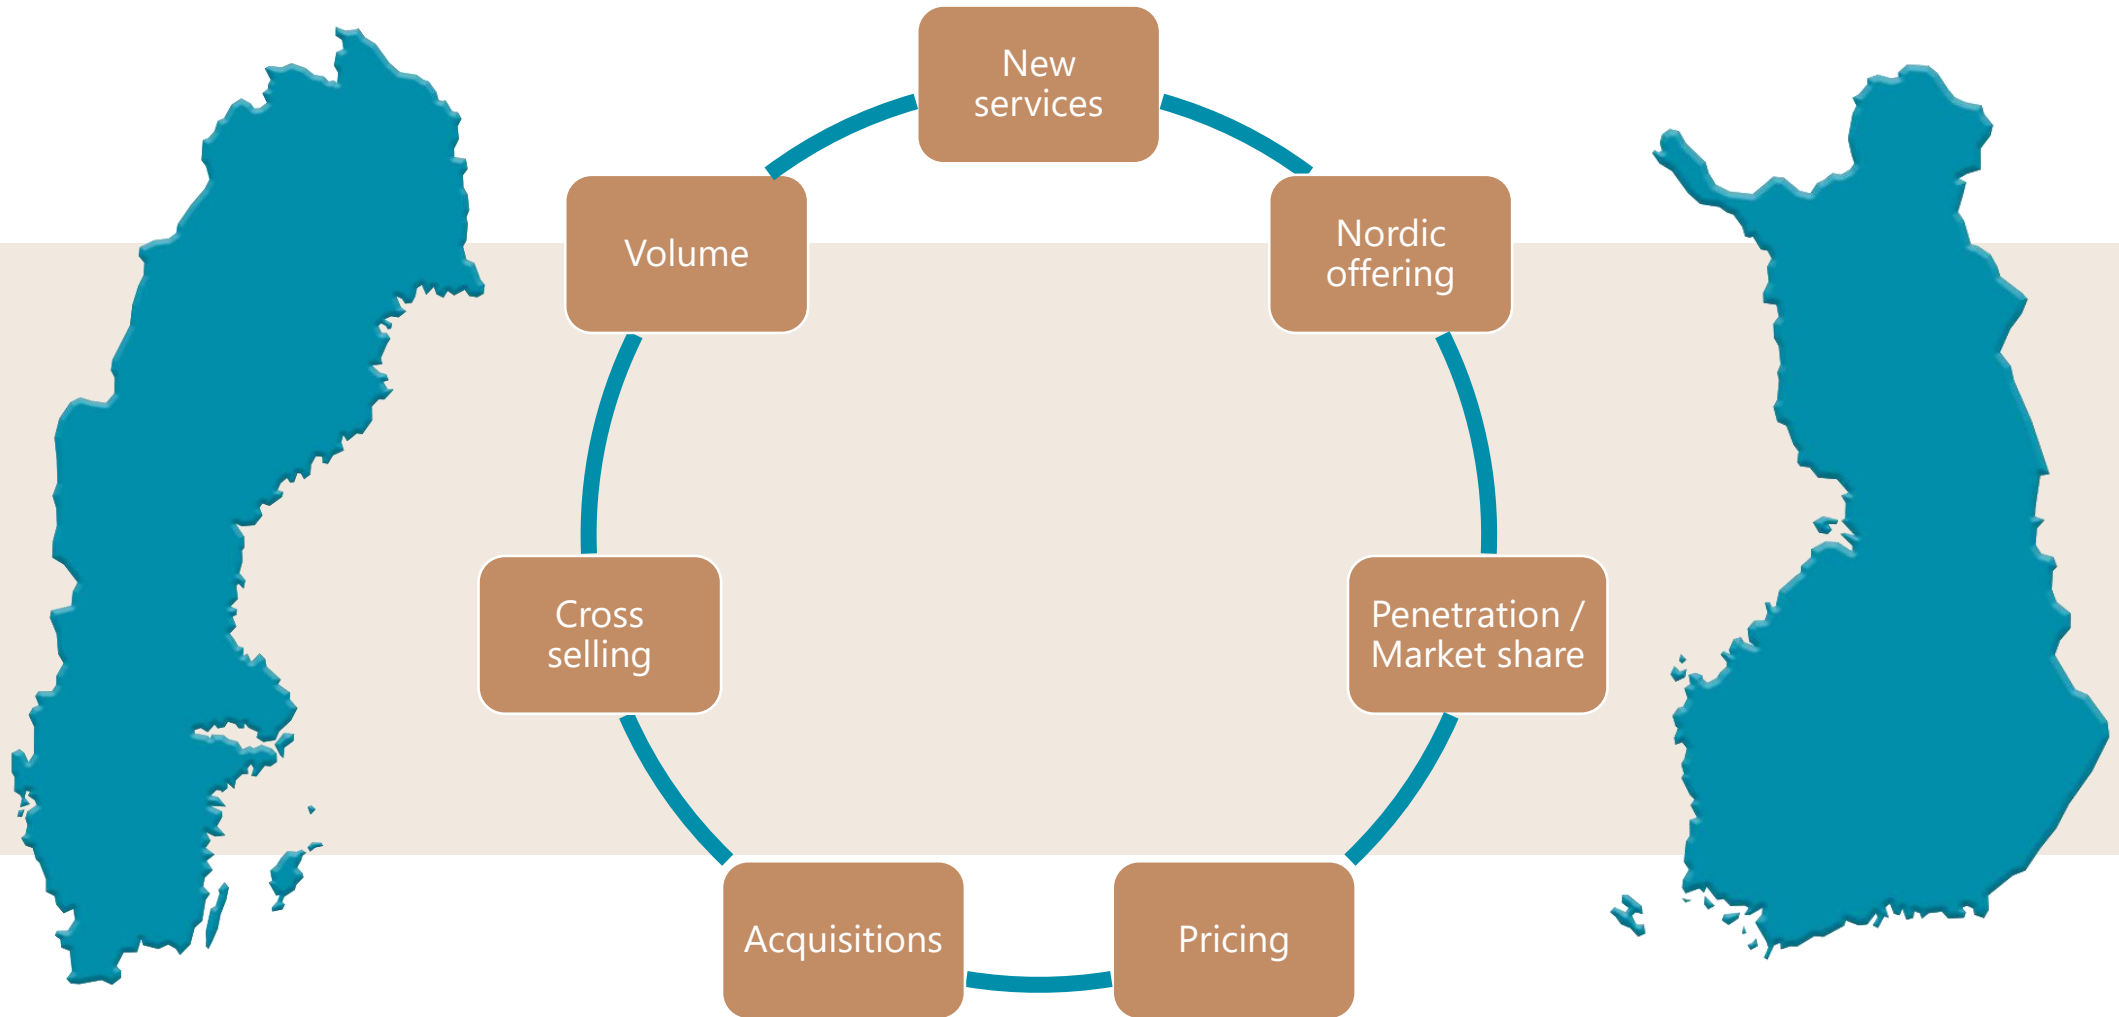 New
services
Volume
Nordic
offering
Cross
selling
Penetration /
Market share
Acquisitions
Pricing